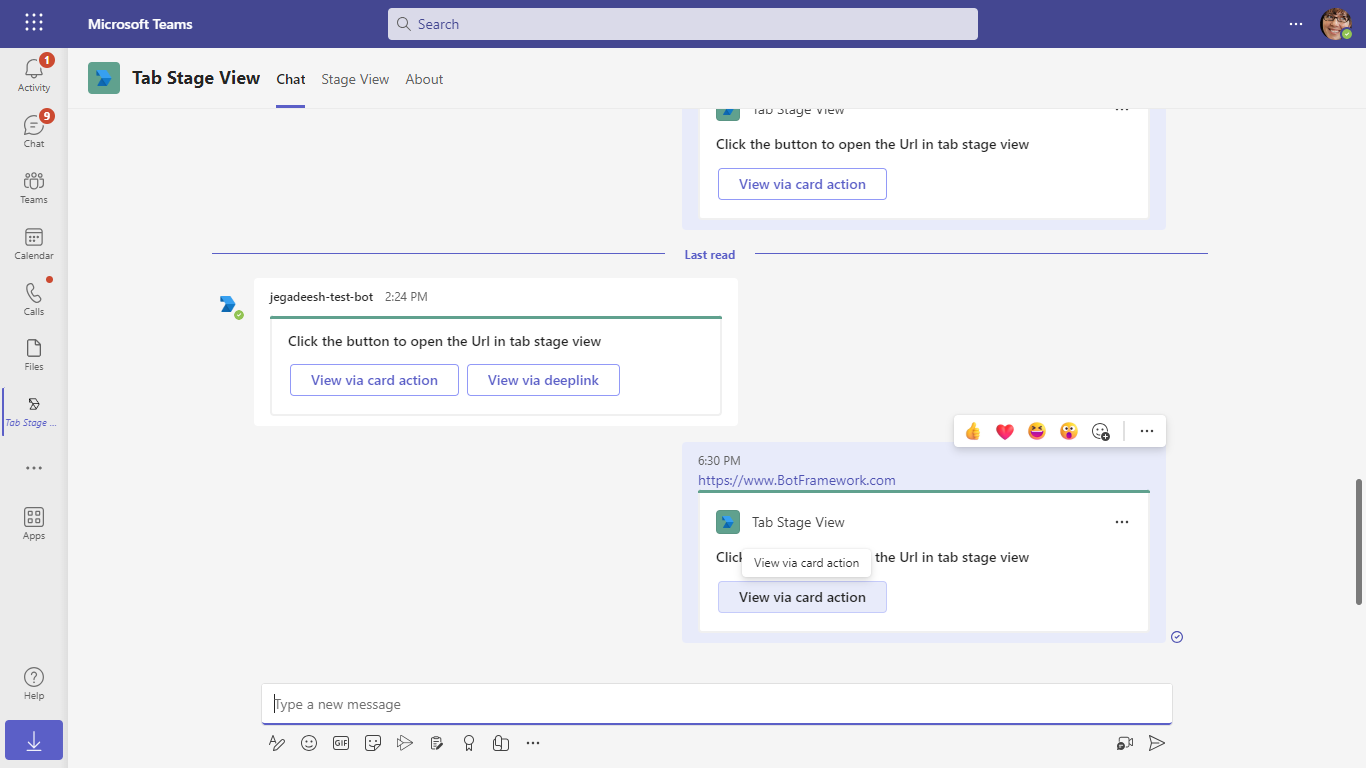 Microsoft Teams
Search
1
Activity
9
Chat
Teams
Calendar
Calls
Files
Tab Stage ...
Apps
Help
Tab Stage View
Chat
Stage View
About
Tab Stage View
Click the button to open the Url in tab stage view
View via card action
Last read
jegadeesh-test-bot 2:24 PM
Click the button to open the Url in tab stage view
View via card action
View via deeplink
6:30 PM
https://www.BotFramework.com
Tab Stage View
Click the Url in tab stage view
View via card action
View via card action
Type a new message
GIF